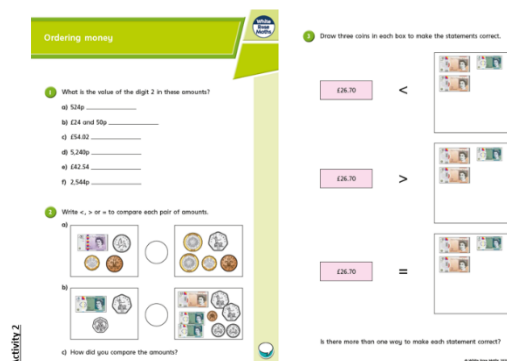 Ordering money
White Rose Maths
1 What is the value of the digit 2 in these amounts?
a) 524p
b) £24 and 50p
c) £54.02
d) 5,240p
e) £42.54
f) 2,544p
2 Write <, > or = to compare each pair of amounts.
a)
b)
c) How did you compare the amounts?
ctivity 2
3 Draw three coins in each box to make the statements correct.
£26.70 <
£26.70 >
£26.70 =
Is there more than one way to make each statement correct?